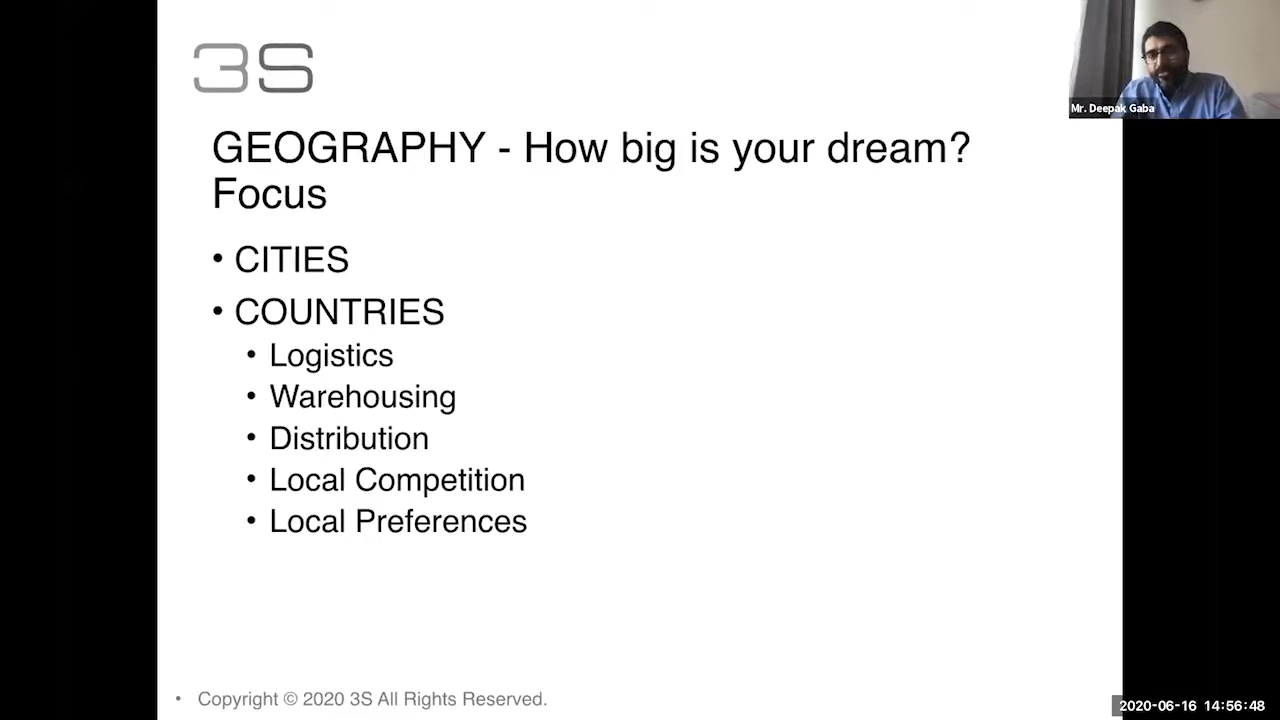 3S
Mr. Deepak Gaba
GEOGRAPHY - How big is your dream?
Focus
• CITIES
• COUNTRIES
• Logistics
• Warehousing
• Distribution
• Local Competition
• Local Preferences
• Copyright © 2020 3S All Rights Reserved.
2020-06-16 14:56:48